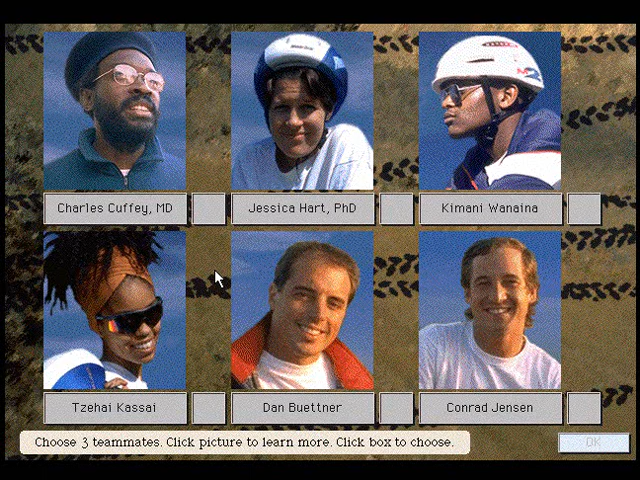 Charles Cuffey, MD
Jessica Hart, PhD
Kimani Wanaina
Tzehai Kassai
Dan Buettner
Conrad Jensen
Choose 3 teammates. Click picture to learn more. Click box to choose.
OK